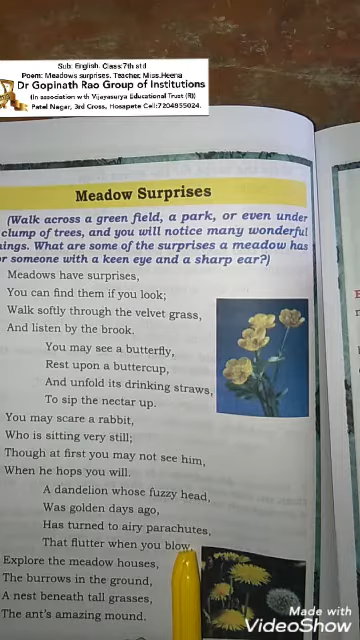 Sub: English. Class:7th std
Poem: Meadows surprises. Teacher. Miss.Heena
Dr Gopinath Rao Group of Institutions
(In association with Vijayasurya Educational Trust (R))
Patel Nagar, 3rd Cross, Hosapete Cell:7204855024.
Meadow Surprises
(Walk across a green field, a park, or even under
clump of trees, and you will notice many wonderful
ings. What are some of the surprises a meadow has
or someone with a keen eye and a sharp ear?)
Meadows have surprises,
You can find them if you look;
Walk softly through the velvet grass,
And listen by the brook.
You may see a butterfly,
Rest upon a buttercup,
And unfold its drinking straws,
To sip the nectar up.
You may scare a rabbit,
Who is sitting very still;
Though at first you may not see him,
When he hops you will.
A dandelion whose fuzzy head,
Was golden days ago,
Has turned to airy parachutes,
That flutter when you blow.
Explore the meadow houses,
The burrows in the ground,
A nest beneath tall grasses,
The ant's amazing mound.
Made with
VideoShow